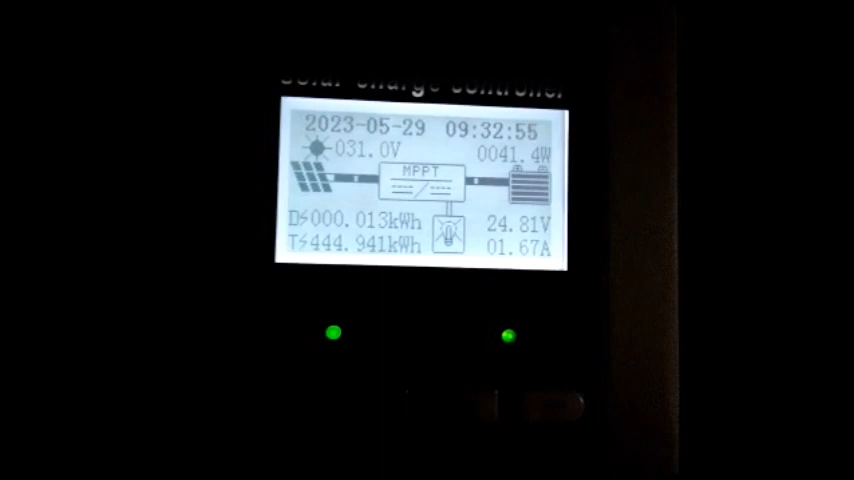 Solar Charge Controller
2023-05-29 09:32:55
031.0V 0041.4W
MPPT
D⚡000.013kWh 24.81V
T⚡444.941kWh 01.67A